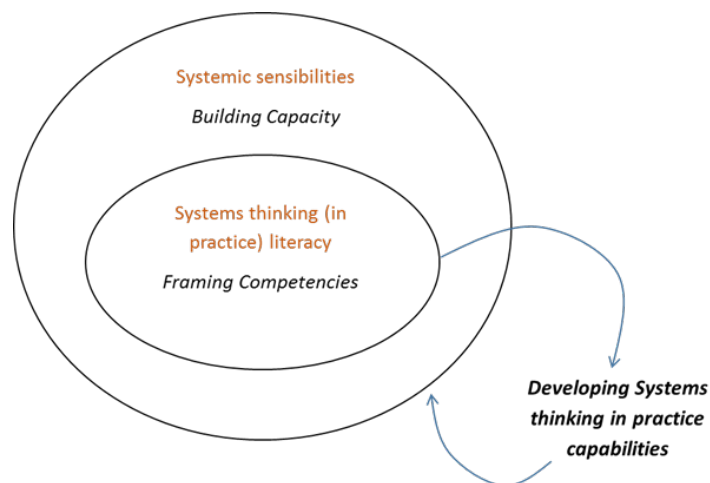 Systemic sensibilities
Building Capacity
Systems thinking (in
practice) literacy
Framing Competencies
Developing Systems
thinking in practice
capabilities